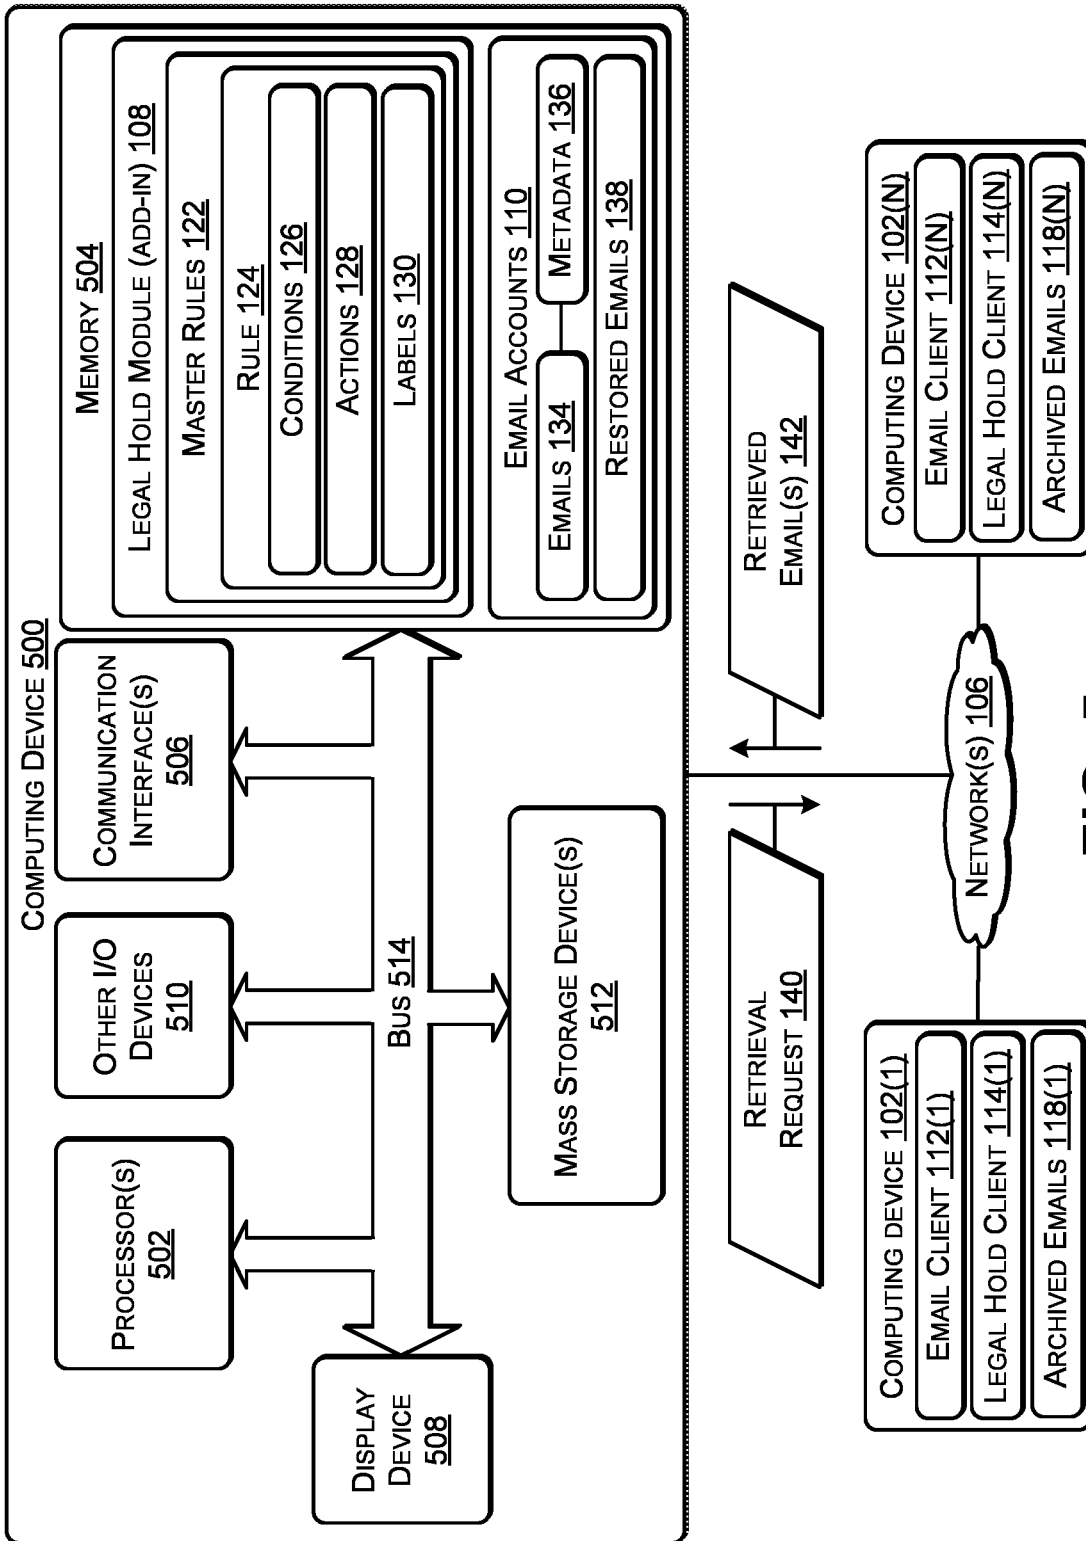 COMPUTING DEVICE 500
PROCESSOR(S)
502
OTHER I/O
DEVICES
510
COMMUNICATION
INTERFACE(S)
506
MEMORY 504
LEGAL HOLD MODULE (ADD-IN) 108
MASTER RULES 122
RULE 124
CONDITIONS 126
ACTIONS 128
LABELS 130
EMAIL ACCOUNTS 110
EMAILS 134
METADATA 136
RESTORED EMAILS 138
DISPLAY
DEVICE
508
BUS 514
MASS STORAGE DEVICE(S)
512
RETRIEVAL
REQUEST 140
RETRIEVED
EMAIL(S) 142
COMPUTING DEVICE 102(1)
EMAIL CLIENT 112(1)
LEGAL HOLD CLIENT 114(1)
ARCHIVED EMAILS 118(1)
NETWORK(S) 106
COMPUTING DEVICE 102(N)
EMAIL CLIENT 112(N)
LEGAL HOLD CLIENT 114(N)
ARCHIVED EMAILS 118(N)